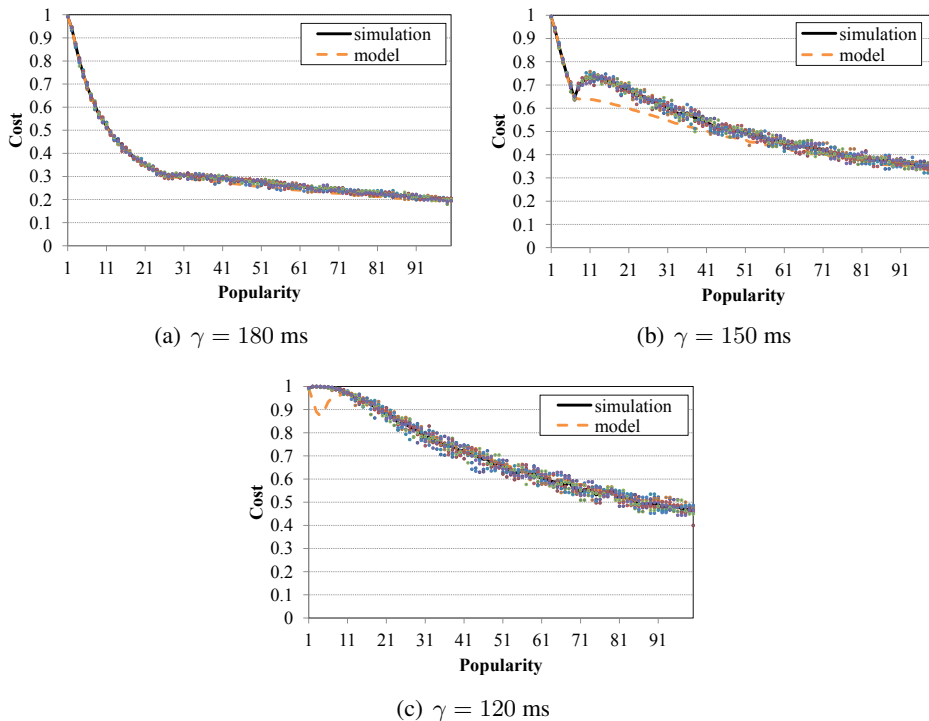 1
0.9
0.8
0.7
0.6
0.5
0.4
0.3
0.2
0.1
0
Cost
simulation
model
1 11 21 31 41 51 61 71 81 91
Popularity
(a) γ = 180 ms
1
0.9
0.8
0.7
0.6
0.5
0.4
0.3
0.2
0.1
0
Cost
simulation
model
1 11 21 31 41 51 61 71 81 91
Popularity
(b) γ = 150 ms
1
0.9
0.8
0.7
0.6
0.5
0.4
0.3
0.2
0.1
0
Cost
simulation
model
1 11 21 31 41 51 61 71 81 91
Popularity
(c) γ = 120 ms